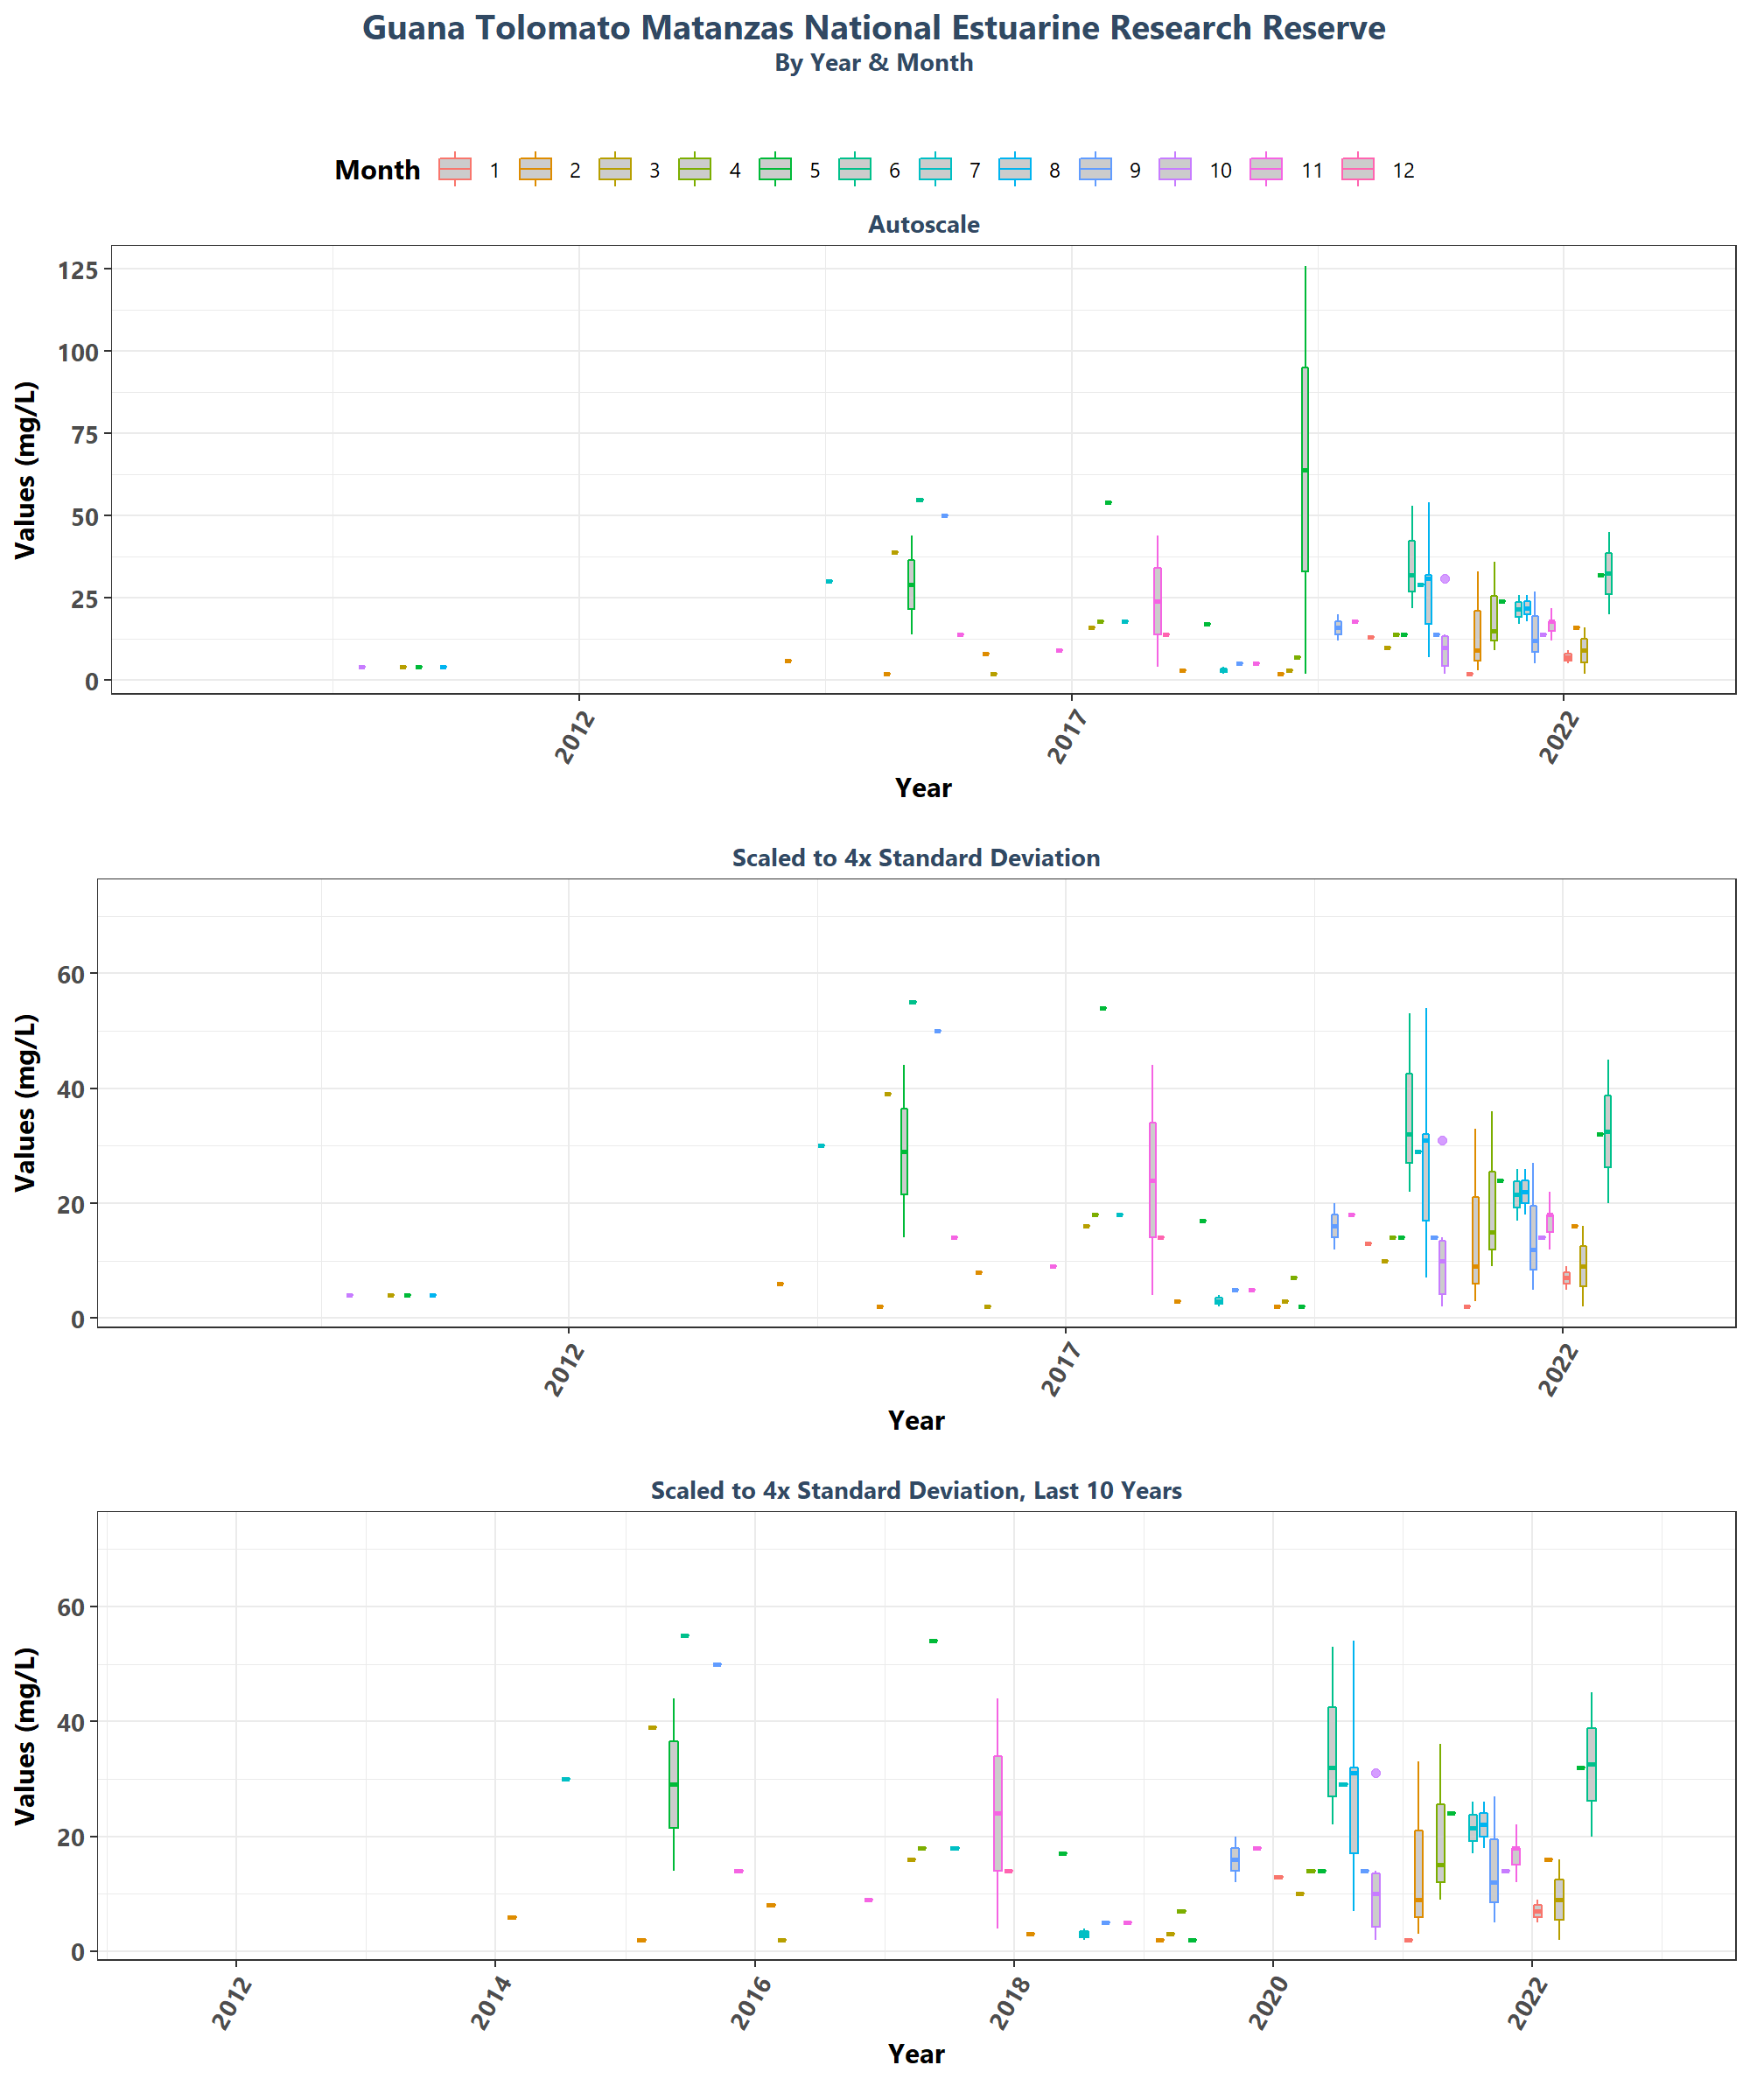 Guana Tolomato Matanzas National Estuarine Research Reserve
By Year & Month
Month 1 2 3 4 5 6 7 8 9 10 11 12
Autoscale
Values (mg/L)
125
100
75
50
25
0
2012 2017 2022
Year
Scaled to 4x Standard Deviation
Values (mg/L)
60
40
20
0
2012 2017 2022
Year
Scaled to 4x Standard Deviation, Last 10 Years
Values (mg/L)
60
40
20
0
2012 2014 2016 2018 2020 2022
Year